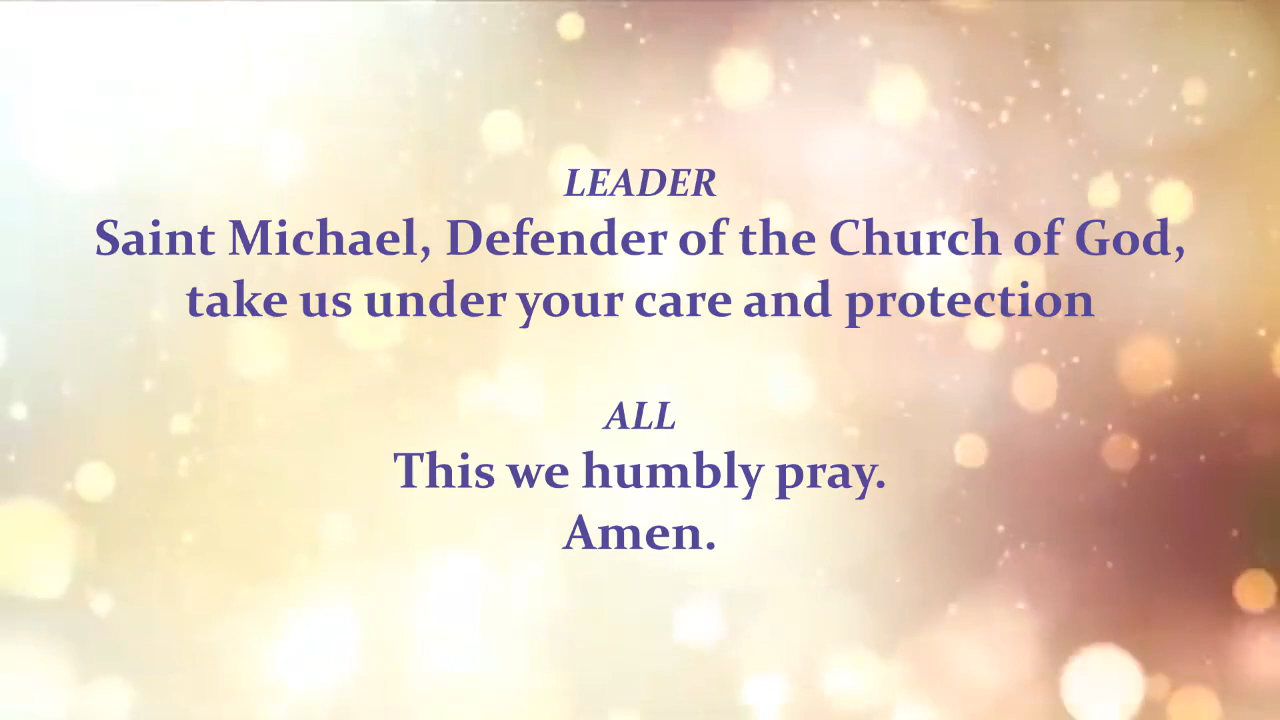 LEADER
Saint Michael, Defender of the Church of God,
take us under your care and protection
ALL
This we humbly pray.
Amen.